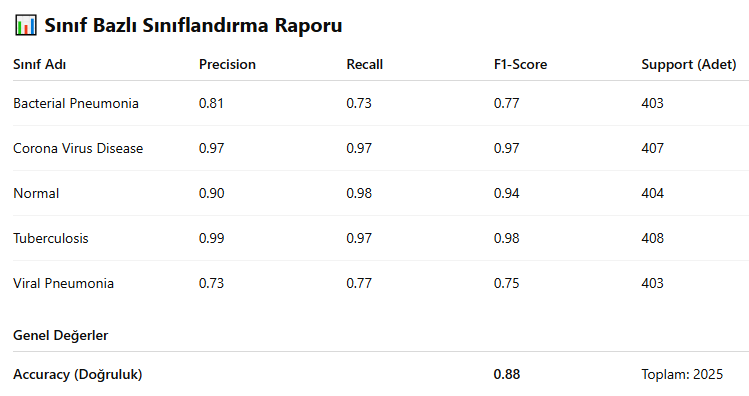 📊 Sınıf Bazlı Sınıflandırma Raporu
Sınıf Adı Precision Recall F1-Score Support (Adet)
Bacterial Pneumonia 0.81 0.73 0.77 403
Corona Virus Disease 0.97 0.97 0.97 407
Normal 0.90 0.98 0.94 404
Tuberculosis 0.99 0.97 0.98 408
Viral Pneumonia 0.73 0.77 0.75 403
Genel Değerler
Accuracy (Doğruluk) 0.88 Toplam: 2025